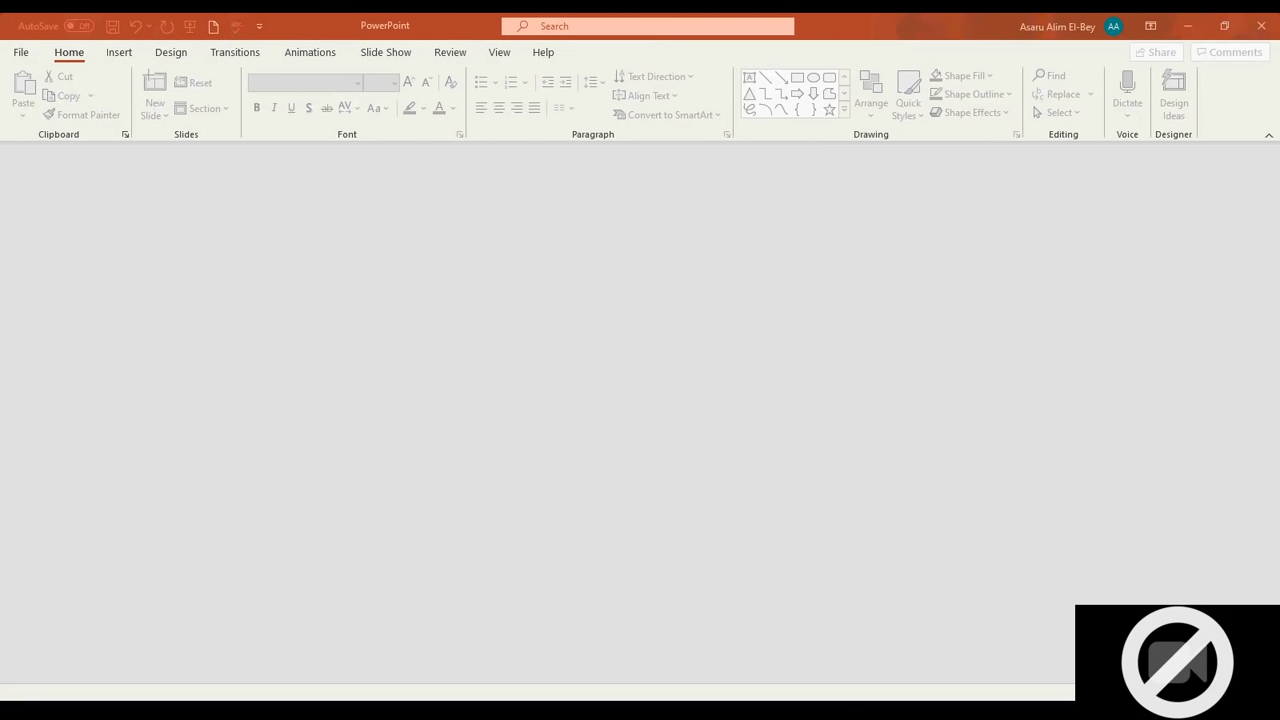 AutoSave Off PowerPoint Search Asaru Alim El-Bey AA
File Home Insert Design Transitions Animations Slide Show Review View Help Share Comments
Paste
Cut
Copy
Format Painter
Clipboard
New
Slide
Reset
Section
Slides
B I U S ab AV Aa A
Font
Text Direction
Align Text
Convert to SmartArt
Paragraph
Arrange
Quick
Styles
Shape Fill
Shape Outline
Shape Effects
Drawing
Find
Replace
Select
Editing
Dictate
Voice
Design
Ideas
Designer